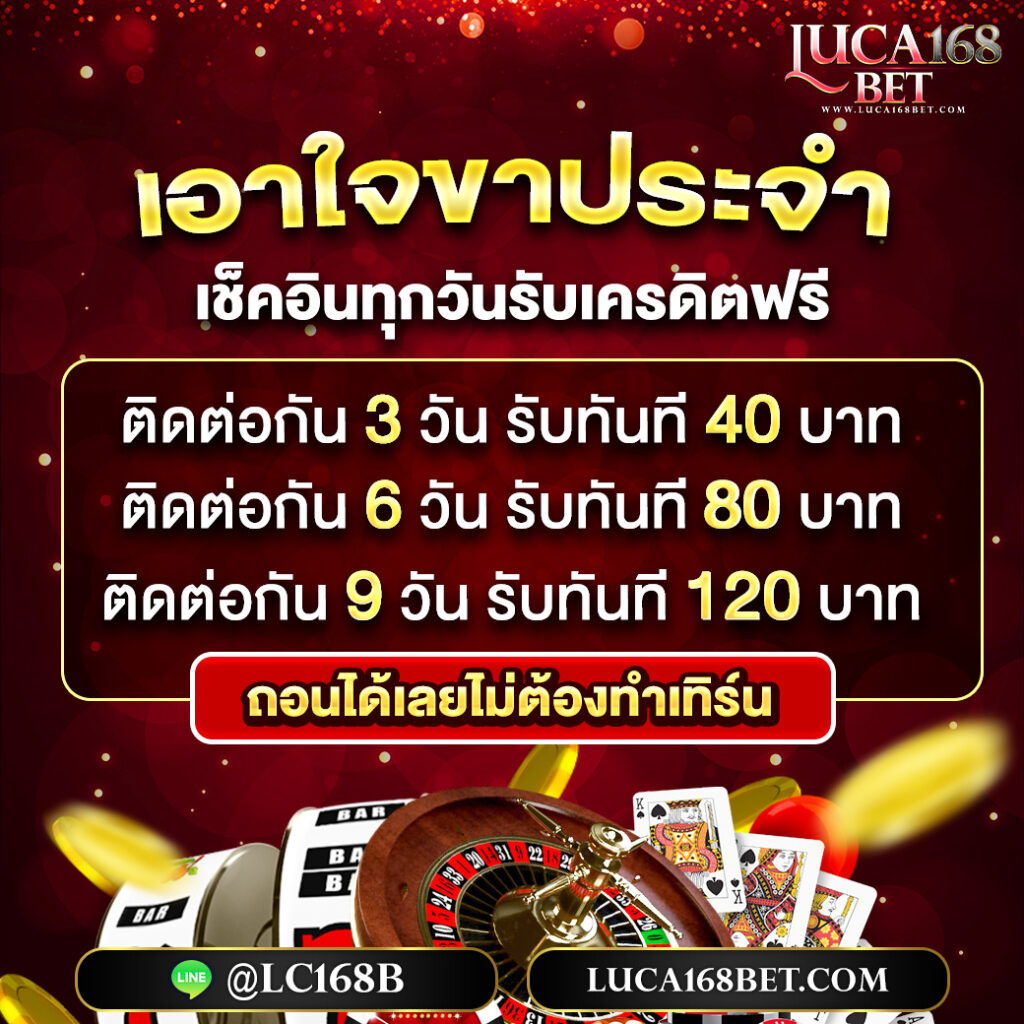 LUCA168
BET
WWW.LUCA168BET.COM
เอาใจขาประจำ
เช็คอินทุกวันรับเครดิตฟรี
ติดต่อกัน 3 วัน รับทันที 40 บาท
ติดต่อกัน 6 วัน รับทันที 80 บาท
ติดต่อกัน 9 วัน รับทันที 120 บาท
ถอนได้เลยไม่ต้องทำเทิร์น
BAR
BAR
K
K
LINE @LC168B
LUCA168BET.COM